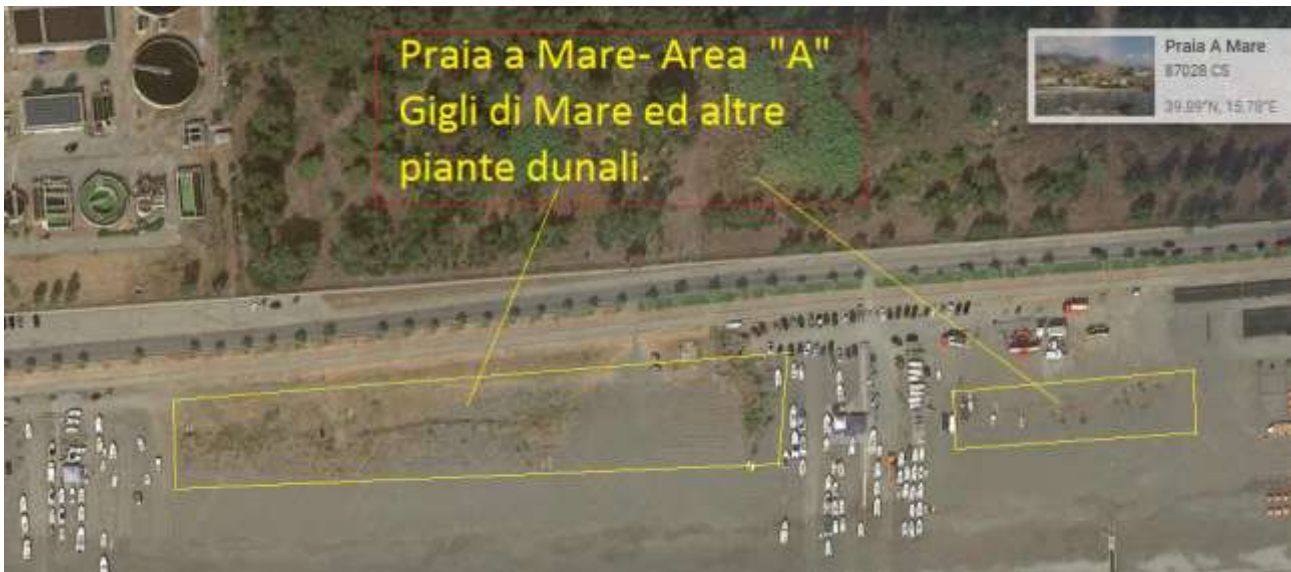 Praia a Mare- Area "A"
Gigli di Mare ed altre
piante dunali.
Praia A Mare
87028 CS
39.89°N, 15.78°E